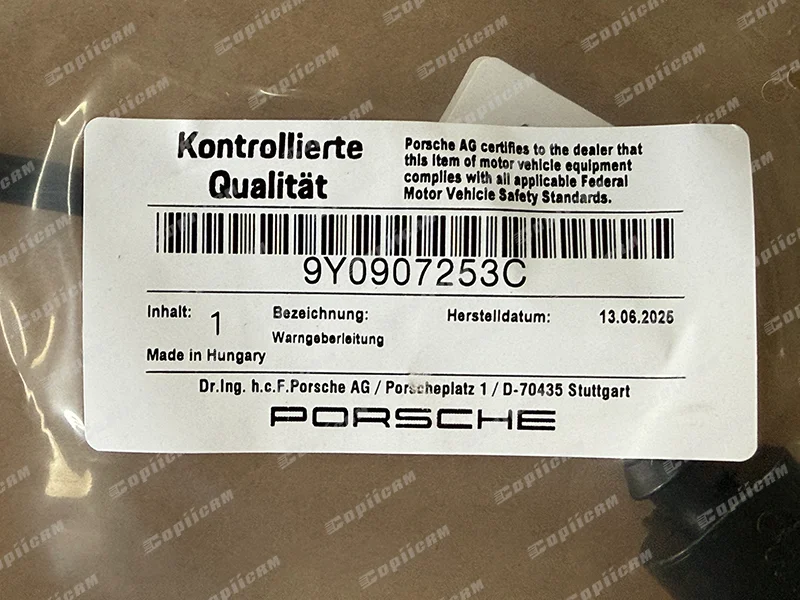 Kontrollierte
Qualität
Porsche AG certifies to the dealer that
this item of motor vehicle equipment
complies with all applicable Federal
Motor Vehicle Safety Standards.
9Y0907253C
Inhalt: 1
Bezeichnung:
Warngeberleitung
Herstelldatum: 13.06.2025
Made in Hungary
Dr.Ing. h.c.F.Porsche AG / Porscheplatz 1 / D-70435 Stuttgart
PORSCHE
CopiicAM